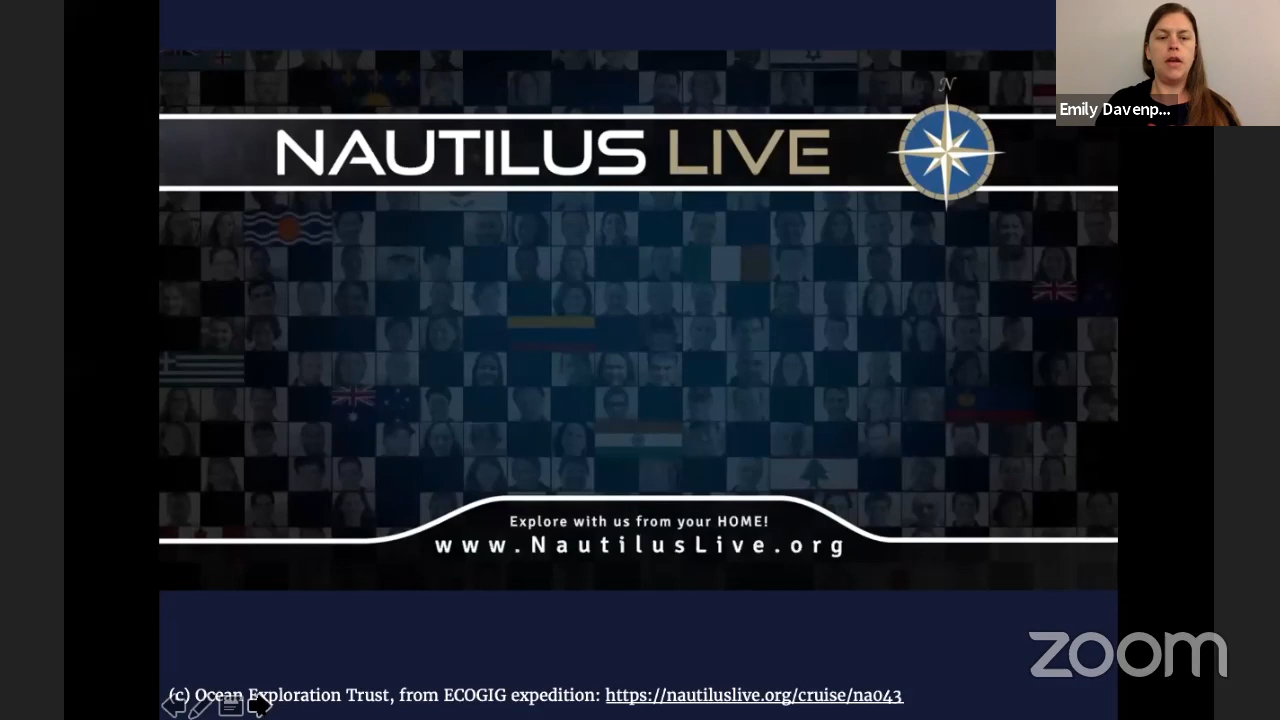 N
NAUTILUS LIVE
Emily Davenp...
Explore with us from your HOME!
www.NautilusLive.org
zoom
(c) Ocean Exploration Trust, from ECOGIG expedition: https://nautiluslive.org/cruise/na043